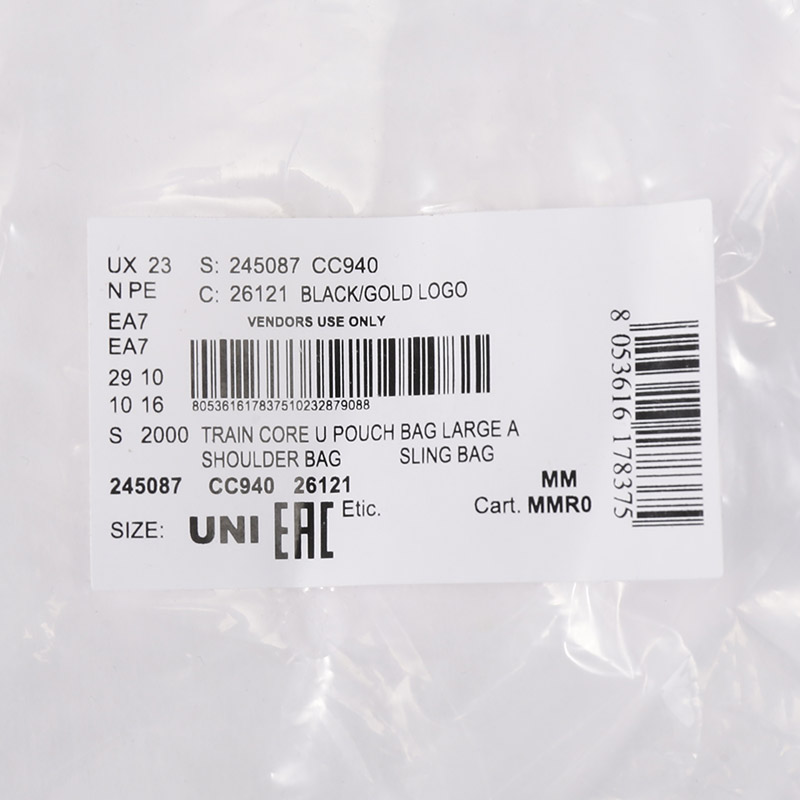 UX 23 S: 245087 CC940
N PE C: 26121 BLACK/GOLD LOGO
EA7 VENDORS USE ONLY
EA7
29 10
10 16 805361617837510232879088
S 2000 TRAIN CORE U POUCH BAG LARGE A
SHOULDER BAG SLING BAG
245087 CC940 26121 MM
Etic. Cart. MMR0
SIZE: UNI EAC
8 053616 178375